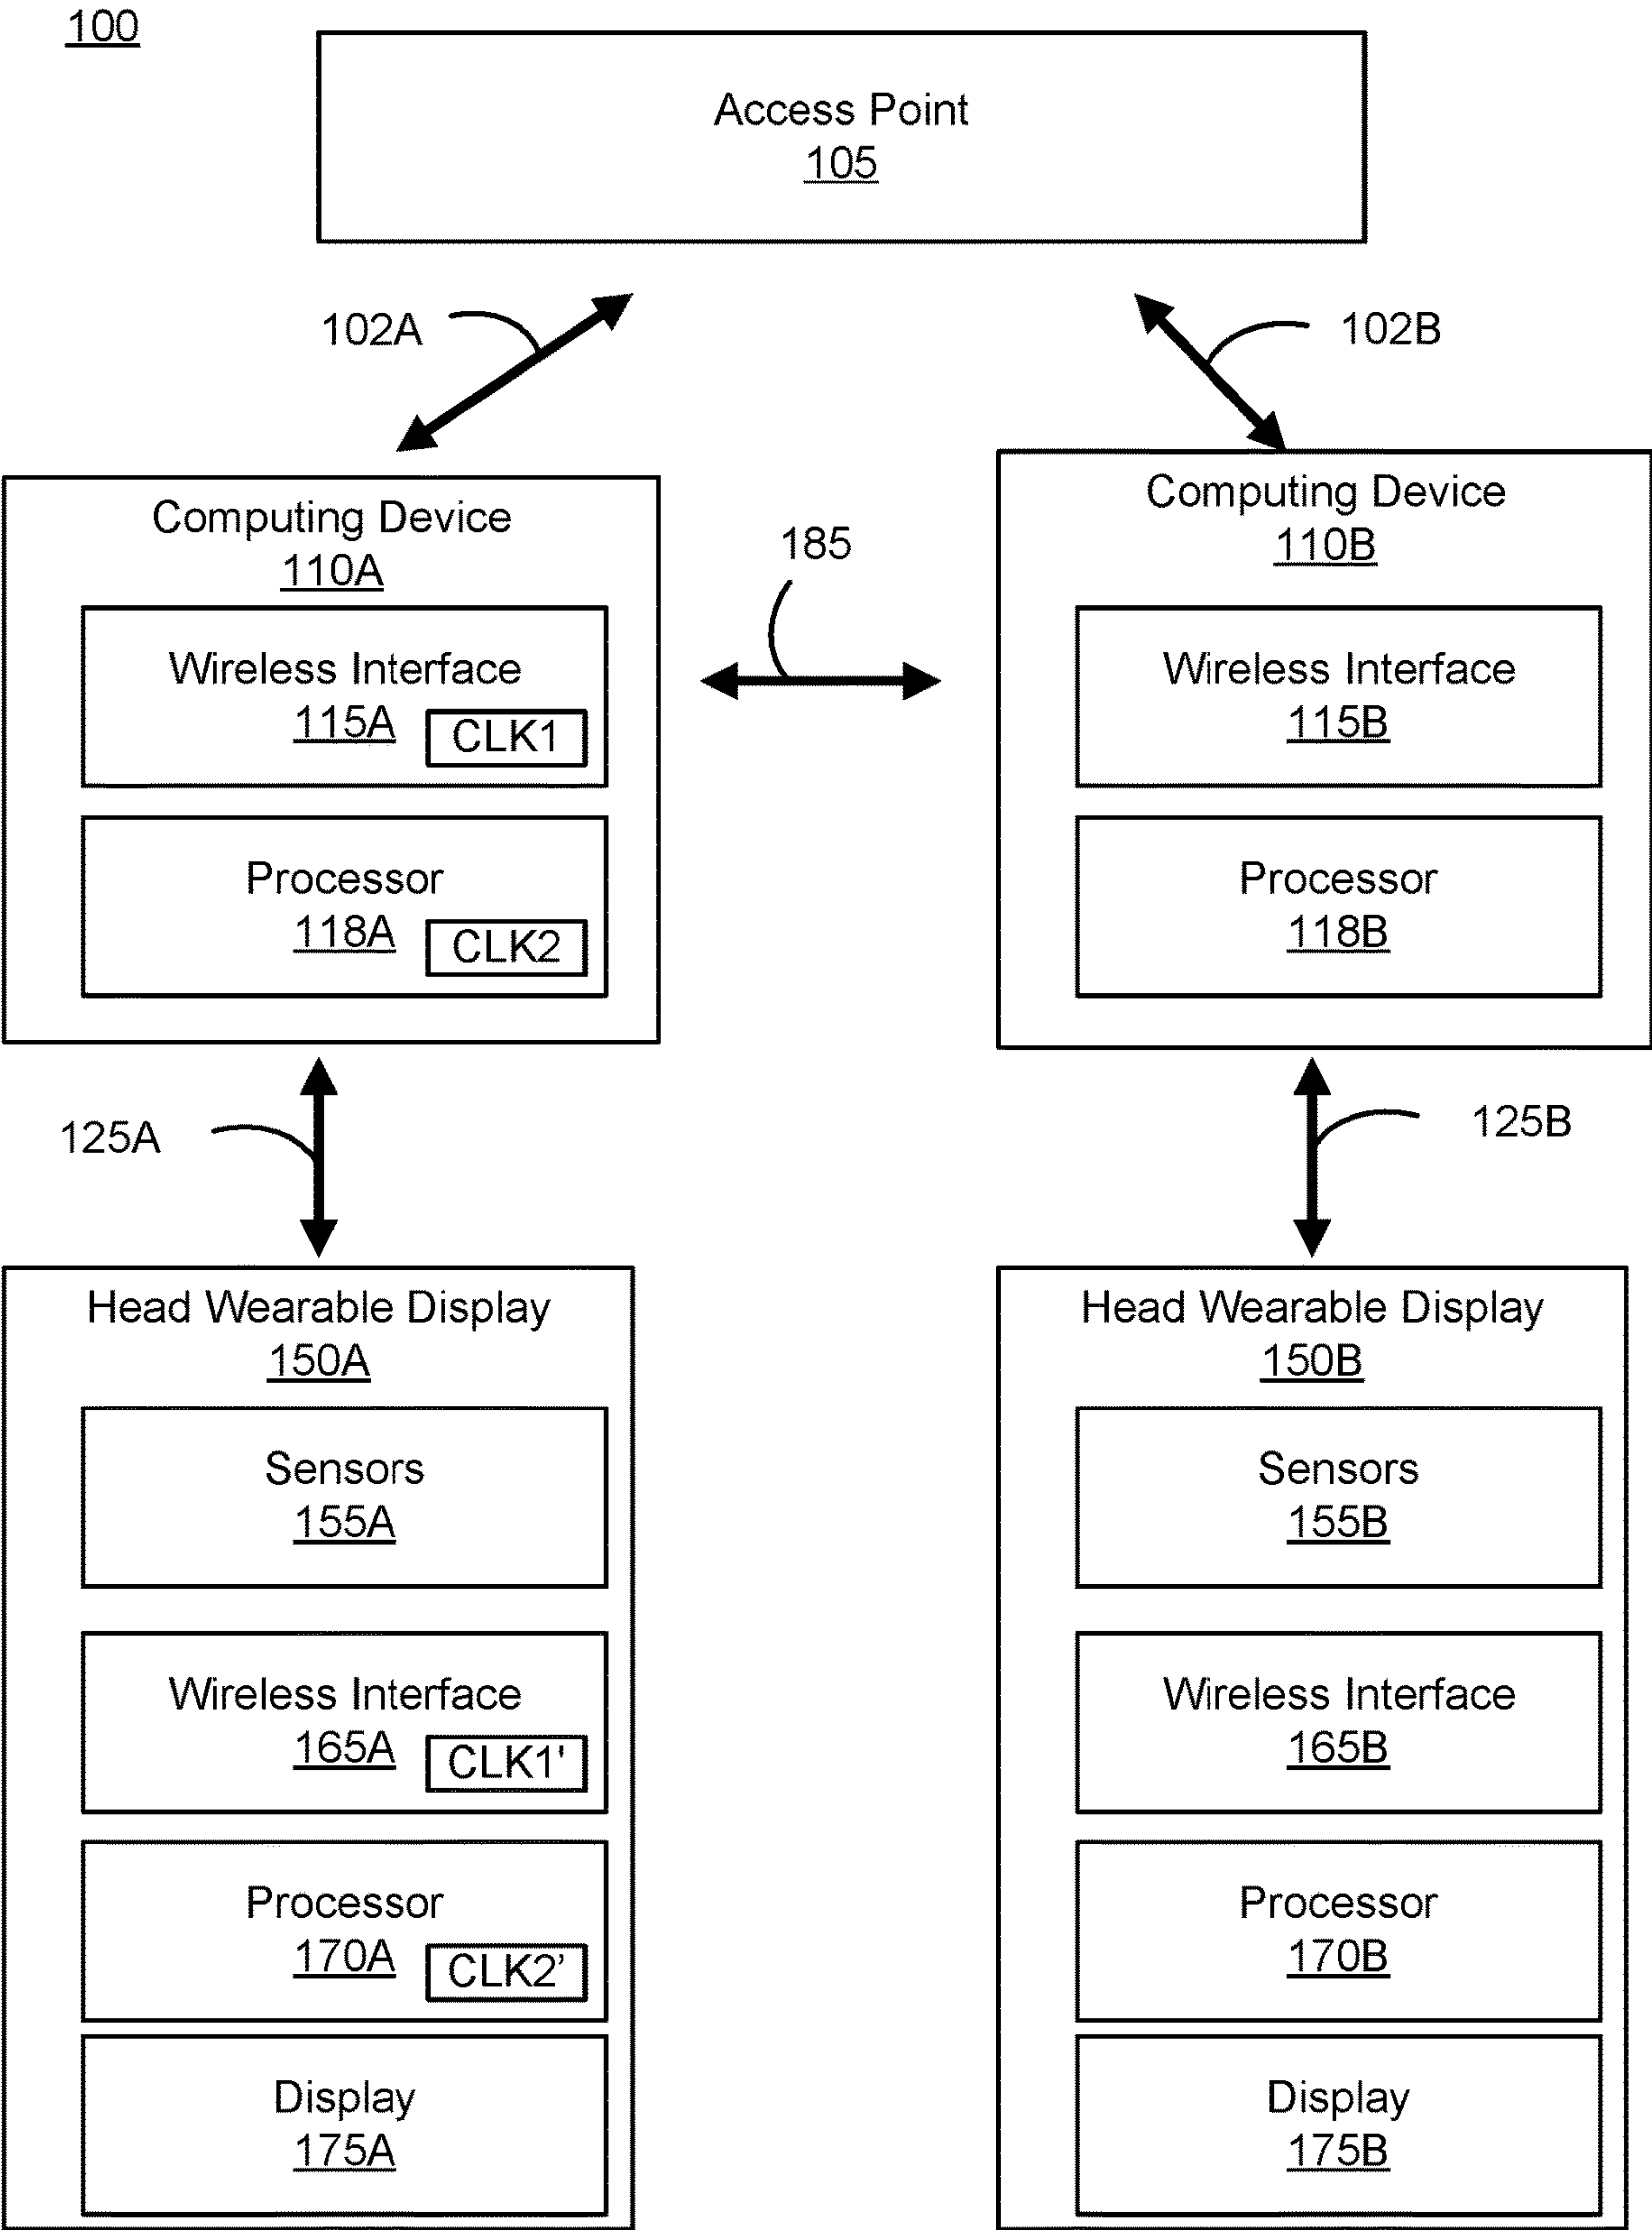 100
Access Point
105
102A
102B
Computing Device
110A
Wireless Interface
115A
CLK1
Processor
118A
CLK2
185
Computing Device
110B
Wireless Interface
115B
Processor
118B
125A
125B
Head Wearable Display
150A
Sensors
155A
Wireless Interface
165A
CLK1'
Processor
170A
CLK2’
Display
175A
Head Wearable Display
150B
Sensors
155B
Wireless Interface
165B
Processor
170B
Display
175B